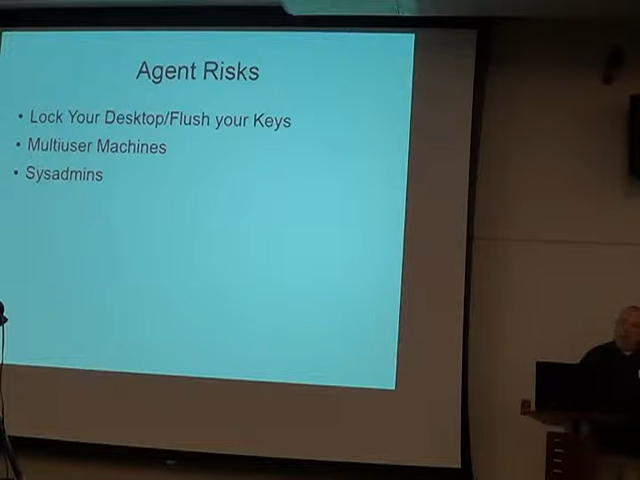 Agent Risks
• Lock Your Desktop/Flush your Keys
• Multiuser Machines
• Sysadmins